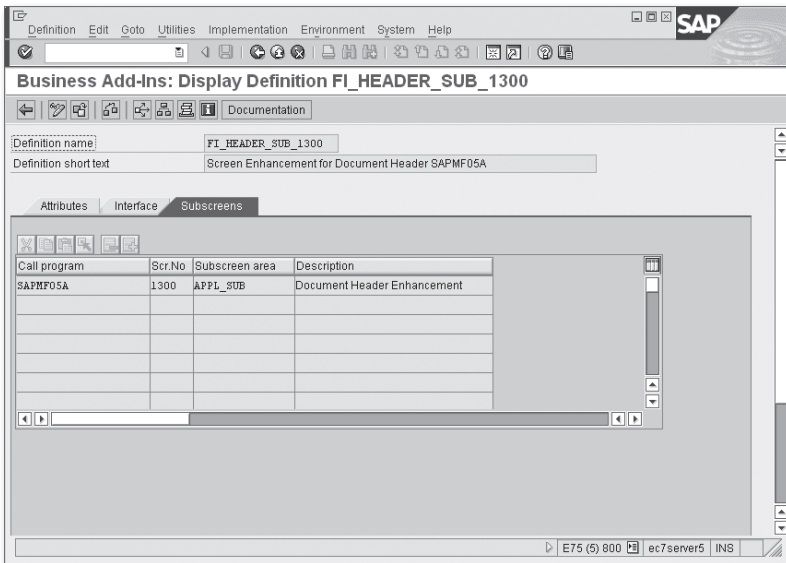 Definition Edit Goto Utilities Implementation Environment System Help
SAP
Business Add-Ins: Display Definition FI_HEADER_SUB_1300
Documentation
Definition name FI_HEADER_SUB_1300
Definition short text Screen Enhancement for Document Header SAPMF05A
Attributes Interface Subscreens
Call program Scr.No Subscreen area Description
SAPMF05A 1300 APPL_SUB Document Header Enhancement
E75 (5) 800 ec7server5 INS